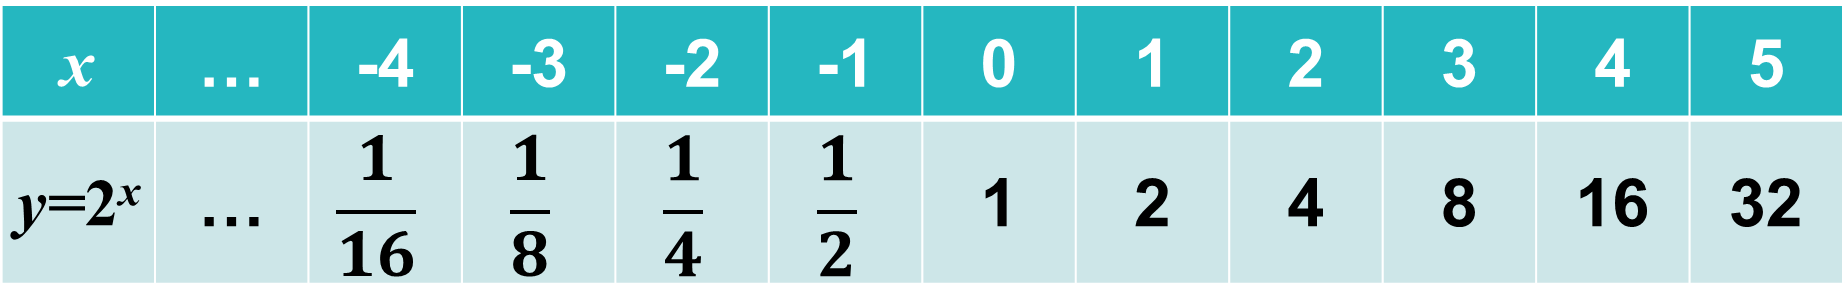 x … -4 -3 -2 -1 0 1 2 3 4 5
y=2^x … 1/16 1/8 1/4 1/2 1 2 4 8 16 32